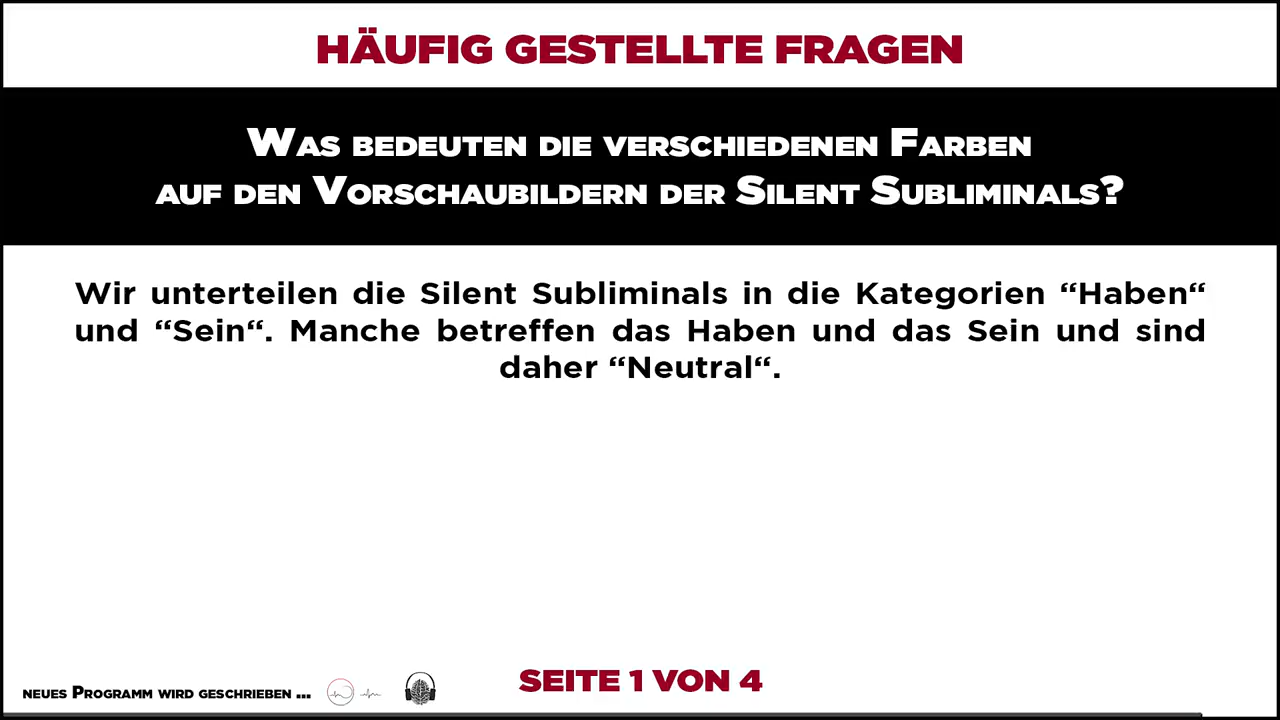 HÄUFIG GESTELLTE FRAGEN
Was bedeuten die verschiedenen Farben
auf den Vorschaubildern der Silent Subliminals?
Wir unterteilen die Silent Subliminals in die Kategorien “Haben“
und “Sein“. Manche betreffen das Haben und das Sein und sind
daher “Neutral“.
neues Programm wird geschrieben ...
SEITE 1 VON 4